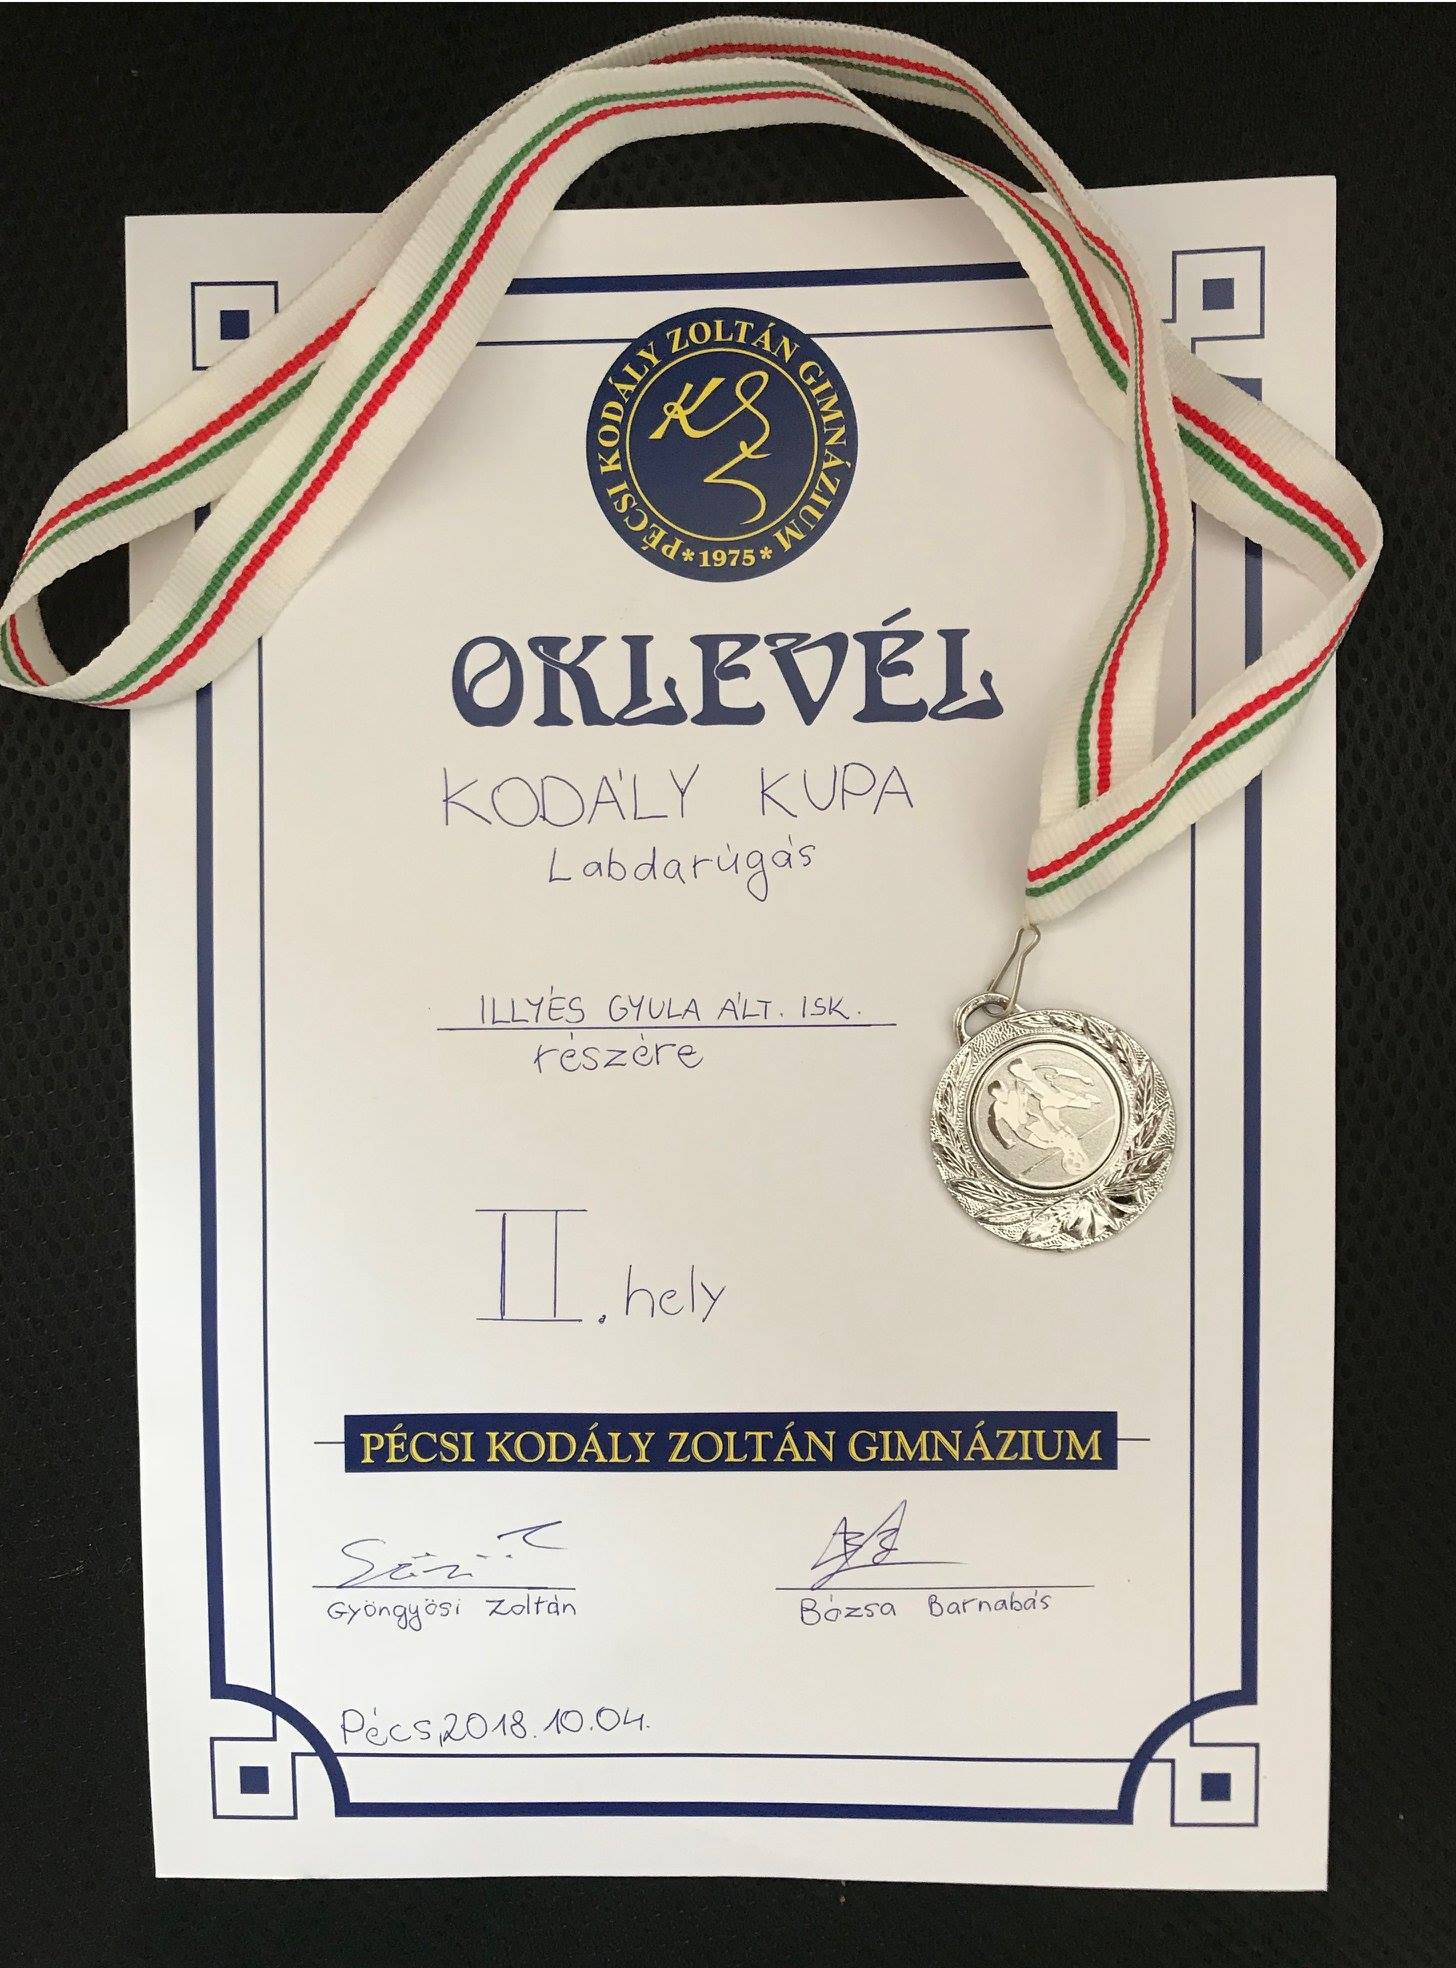 PÉCSI KODÁLY ZOLTÁN GIMNÁZIUM
*1975*
OKLEVÉL
KODÁLY KUPA
Labdarúgás
ILLYÉS GYULA ÁLT. ISK.
részére
II. hely
PÉCSI KODÁLY ZOLTÁN GIMNÁZIUM
Gyöngyösi Zoltán Bózsa Barnabás
Pécs, 2018.10.04.